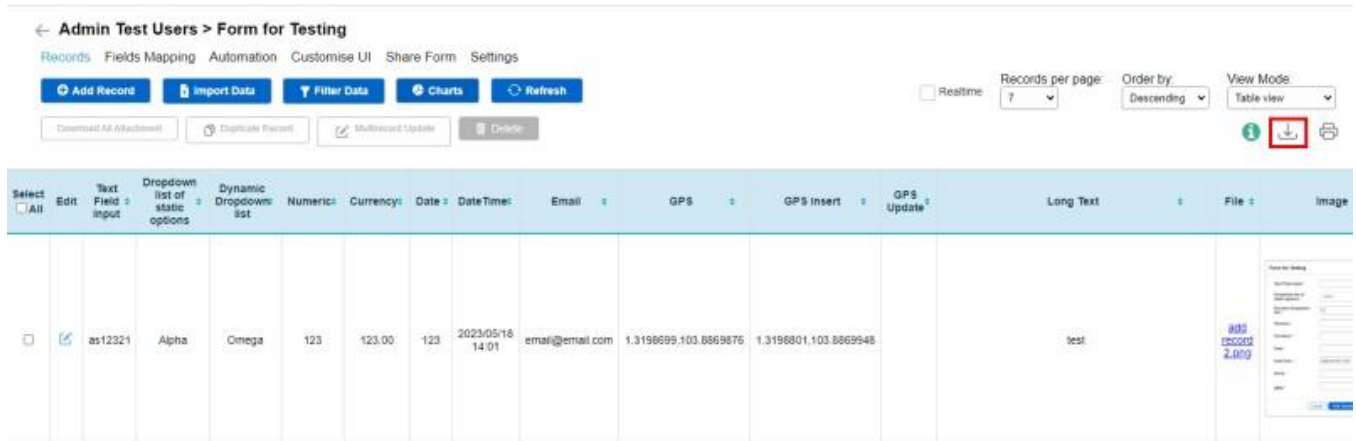 Admin Test Users > Form for Testing
Records Fields Mapping Automation Customise UI Share Form Settings
Add Record Import Data Filter Data Charts Refresh
Realtime
Records per page:
7
Order by:
Descending
View Mode:
Table view
Download All Attachment Duplicate Record Multirecord Update Delete
Select
All
Edit
Text
Field
input
Dropdown
list of
static
options
Dynamic
Dropdown
list
Numeric
Currency
Date
DateTime
Email
GPS
GPS Insert
GPS
Update
Long Text
File
Image
as12321
Alpha
Omega
123
123.00
123
2023/05/18
14:01
email@email.com
1.3198699,103.8869876
1.3198801,103.8869948
test
add
record
2.png
Form for Testing